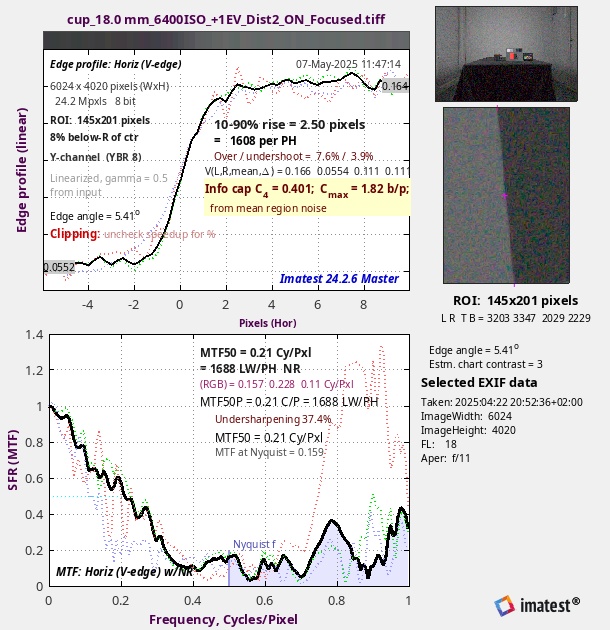 cup_18.0 mm_6400ISO_+1EV_Dist2_ON_Focused.tiff
Edge profile: Horiz (V-edge)
07-May-2025 11:47:14
6024 x 4020 pixels (WxH)
24.2 Mpxls   8 bit
0.164
ROI:  145x201 pixels
8% below-R of ctr
10-90% rise = 2.50 pixels
=  1608 per PH
Y-channel  (YBR 8)
Over / undershoot =  7.6% /  3.9%
V(L,R,mean,Δ) = 0.166  0.0554  0.111  0.111
Linearized, gamma = 0.5
from input
Info cap C4 = 0.401;  Cmax = 1.82 b/p;
from mean region noise
Edge angle = 5.41o
Clipping: uncheck speedup for %
0.0552
Imatest 24.2.6 Master
Edge profile (linear)
-4 -2 0 2 4 6 8
Pixels (Hor)
ROI:  145x201 pixels
L R  T B = 3203 3347  2029 2229
MTF50 = 0.21 Cy/Pxl
= 1688 LW/PH  NR
(RGB) = 0.157  0.228  0.11 Cy/Pxl
MTF50P = 0.21 C/P = 1688 LW/PH
Undersharpening 37.4%
MTF50 = 0.21 Cy/Pxl
MTF at Nyquist = 0.159
Nyquist f
MTF: Horiz (V-edge) w/NR
SFR (MTF)
1.4
1.2
1
0.8
0.6
0.4
0.2
0
0 0.2 0.4 0.6 0.8 1
Frequency, Cycles/Pixel
Edge angle = 5.41o
Estm. chart contrast = 3
Selected EXIF data
Taken: 2025:04:22 20:52:36+02:00
ImageWidth:  6024
ImageHeight:  4020
FL:   18
Aper:  f/11
imatest®